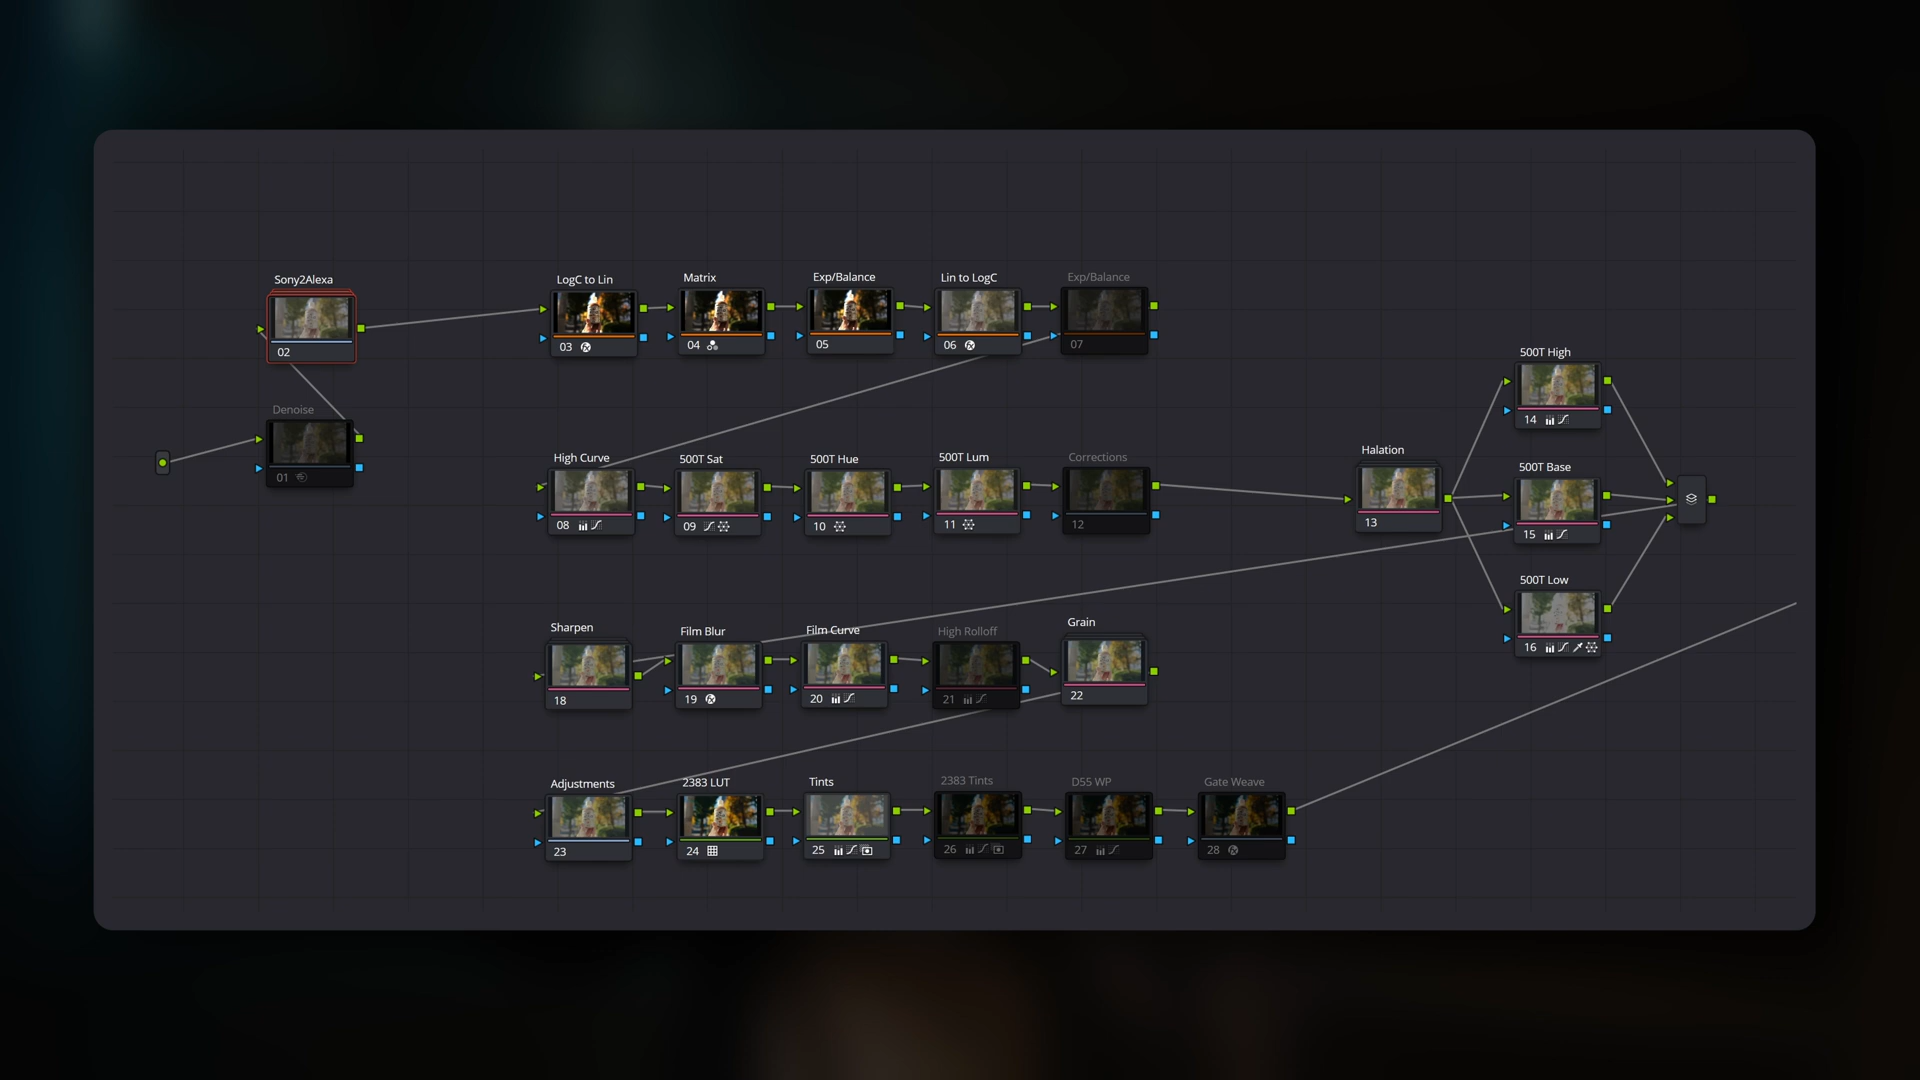 Sony2Alexa
02
Denoise
01
LogC to Lin
03
Matrix
04
Exp/Balance
05
Lin to LogC
06
Exp/Balance
07
High Curve
08
500T Sat
09
500T Hue
10
500T Lum
11
Corrections
12
Halation
13
500T High
14
500T Base
15
500T Low
16
Sharpen
18
Film Blur
19
Film Curve
20
High Rolloff
21
Grain
22
Adjustments
23
2383 LUT
24
Tints
25
2383 Tints
26
D55 WP
27
Gate Weave
28